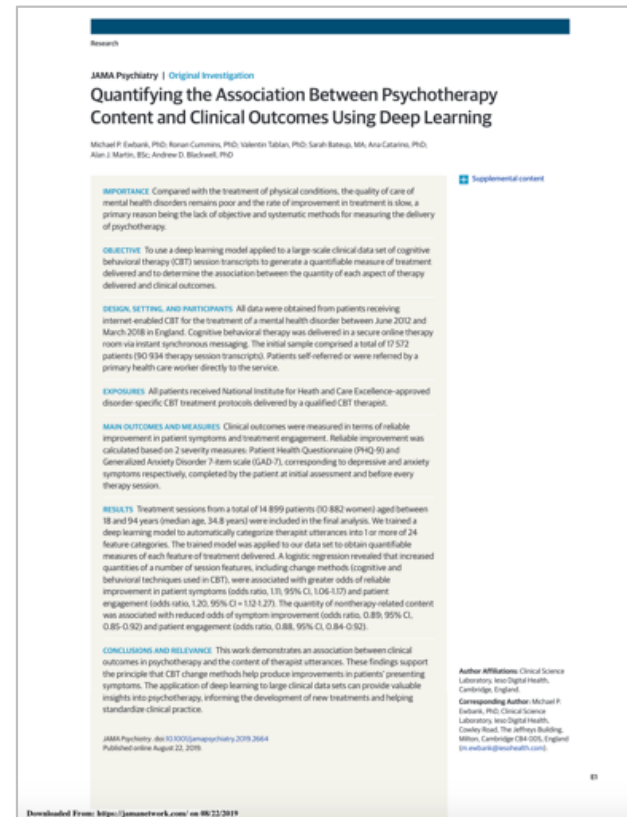 Research
JAMA Psychiatry | Original Investigation
Quantifying the Association Between Psychotherapy
Content and Clinical Outcomes Using Deep Learning
Michael P. Ewbank, PhD; Ronan Cummins, PhD; Valentin Tablan, PhD; Sarah Bateup, MA; Ana Catarino, PhD;
Alan J. Martin, BSc; Andrew D. Blackwell, PhD
Supplemental content
IMPORTANCE Compared with the treatment of physical conditions, the quality of care of
mental health disorders remains poor and the rate of improvement in treatment is slow, a
primary reason being the lack of objective and systematic methods for measuring the delivery
of psychotherapy.
OBJECTIVE To use a deep learning model applied to a large-scale clinical data set of cognitive
behavioral therapy (CBT) session transcripts to generate a quantifiable measure of treatment
delivered and to determine the association between the quantity of each aspect of therapy
delivered and clinical outcomes.
DESIGN, SETTING, AND PARTICIPANTS All data were obtained from patients receiving
internet-enabled CBT for the treatment of a mental health disorder between June 2012 and
March 2018 in England. Cognitive behavioral therapy was delivered in a secure online therapy
room via instant synchronous messaging. The initial sample comprised a total of 17 572
patients (90 934 therapy session transcripts). Patients self-referred or were referred by a
primary health care worker directly to the service.
EXPOSURES All patients received National Institute for Heath and Care Excellence–approved
disorder-specific CBT treatment protocols delivered by a qualified CBT therapist.
MAIN OUTCOMES AND MEASURES Clinical outcomes were measured in terms of reliable
improvement in patient symptoms and treatment engagement. Reliable improvement was
calculated based on 2 severity measures: Patient Health Questionnaire (PHQ-9) and
Generalized Anxiety Disorder 7-item scale (GAD-7), corresponding to depressive and anxiety
symptoms respectively, completed by the patient at initial assessment and before every
therapy session.
RESULTS Treatment sessions from a total of 14 899 patients (10 882 women) aged between
18 and 94 years (median age, 34.8 years) were included in the final analysis. We trained a
deep learning model to automatically categorize therapist utterances into 1 or more of 24
feature categories. The trained model was applied to our data set to obtain quantifiable
measures of each feature of treatment delivered. A logistic regression revealed that increased
quantities of a number of session features, including change methods (cognitive and
behavioral techniques used in CBT), were associated with greater odds of reliable
improvement in patient symptoms (odds ratio, 1.11; 95% CI, 1.06-1.17) and patient
engagement (odds ratio, 1.20, 95% CI = 1.12-1.27). The quantity of nontherapy-related content
was associated with reduced odds of symptom improvement (odds ratio, 0.89; 95% CI,
0.85-0.92) and patient engagement (odds ratio, 0.88, 95% CI, 0.84-0.92).
CONCLUSIONS AND RELEVANCE This work demonstrates an association between clinical
outcomes in psychotherapy and the content of therapist utterances. These findings support
the principle that CBT change methods help produce improvements in patients' presenting
symptoms. The application of deep learning to large clinical data sets can provide valuable
insights into psychotherapy, informing the development of new treatments and helping
standardize clinical practice.
JAMA Psychiatry. doi:10.1001/jamapsychiatry.2019.2664
Published online August 22, 2019.
Author Affiliations: Clinical Science
Laboratory, Ieso Digital Health,
Cambridge, England.
Corresponding Author: Michael P.
Ewbank, PhD, Clinical Science
Laboratory, Ieso Digital Health,
Cowley Road, The Jeffreys Building,
Milton, Cambridge CB4 0DS, England
(m.ewbank@iesohealth.com).
E1
Downloaded From: https://jamanetwork.com/ on 08/22/2019